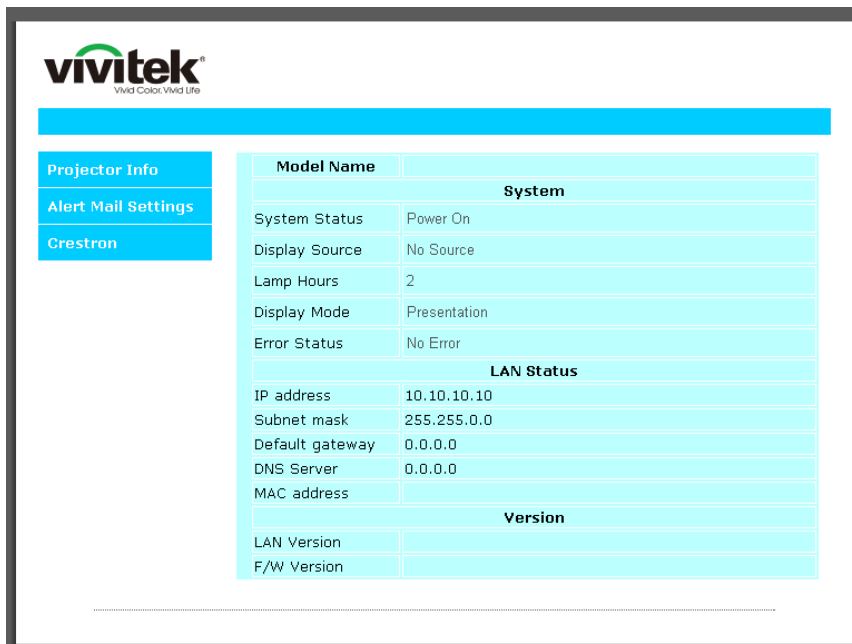 vivitek®
Vivid Color, Vivid Life
Projector Info
Alert Mail Settings
Crestron
Model Name
System
System Status Power On
Display Source No Source
Lamp Hours 2
Display Mode Presentation
Error Status No Error
LAN Status
IP address 10.10.10.10
Subnet mask 255.255.0.0
Default gateway 0.0.0.0
DNS Server 0.0.0.0
MAC address
Version
LAN Version
F/W Version